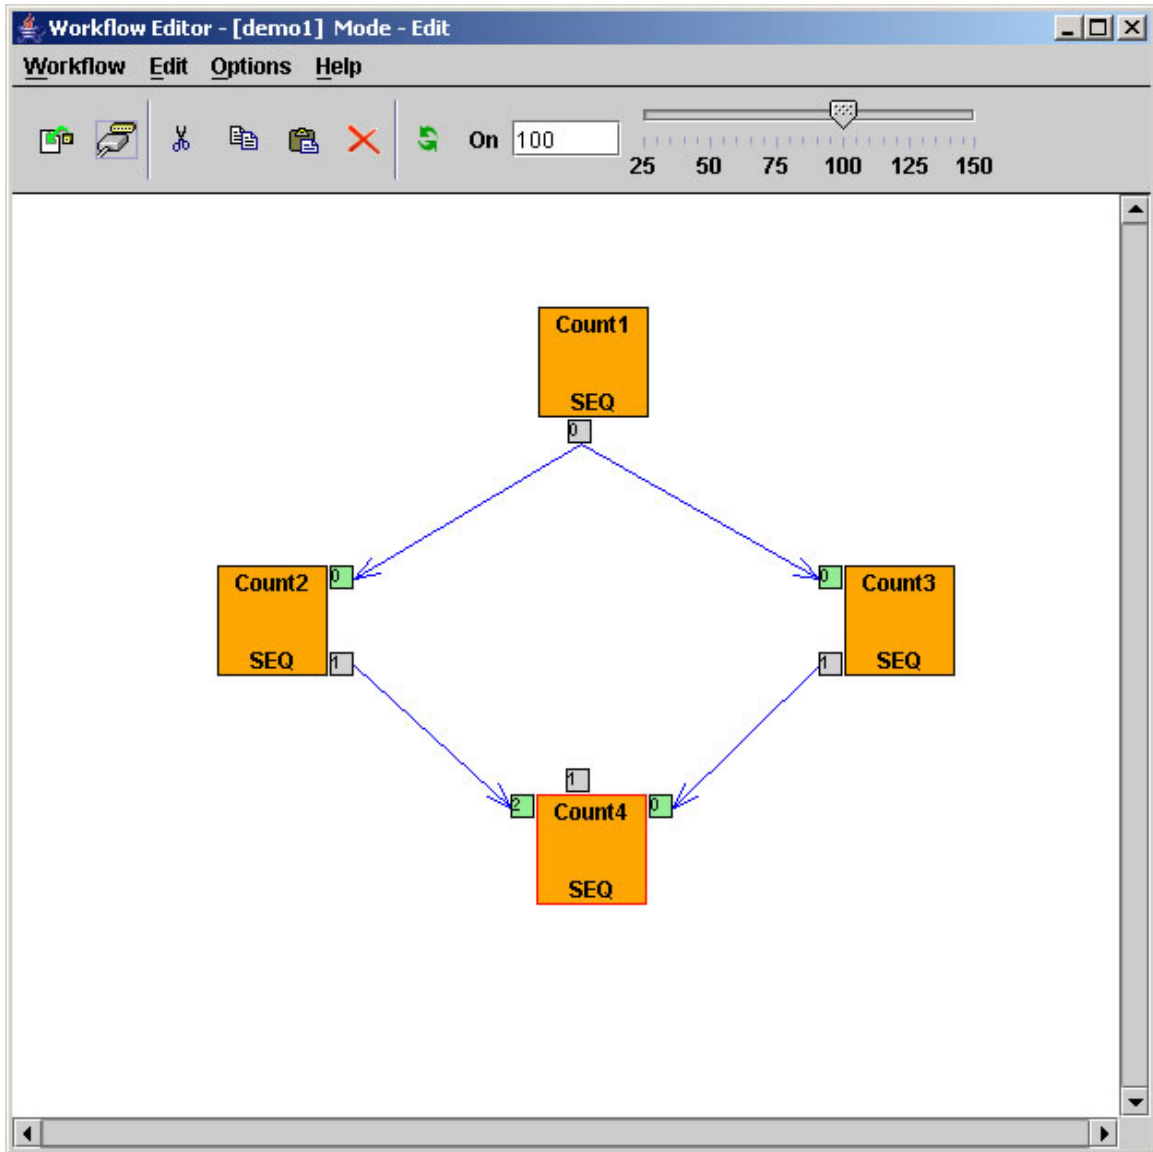 Workflow Editor - [demo1] Mode - Edit
Workflow Edit Options Help
On 100
25 50 75 100 125 150
Count1
SEQ
0
Count2 0
0 Count3
SEQ 1
1 SEQ
1
2 Count4 0
SEQ